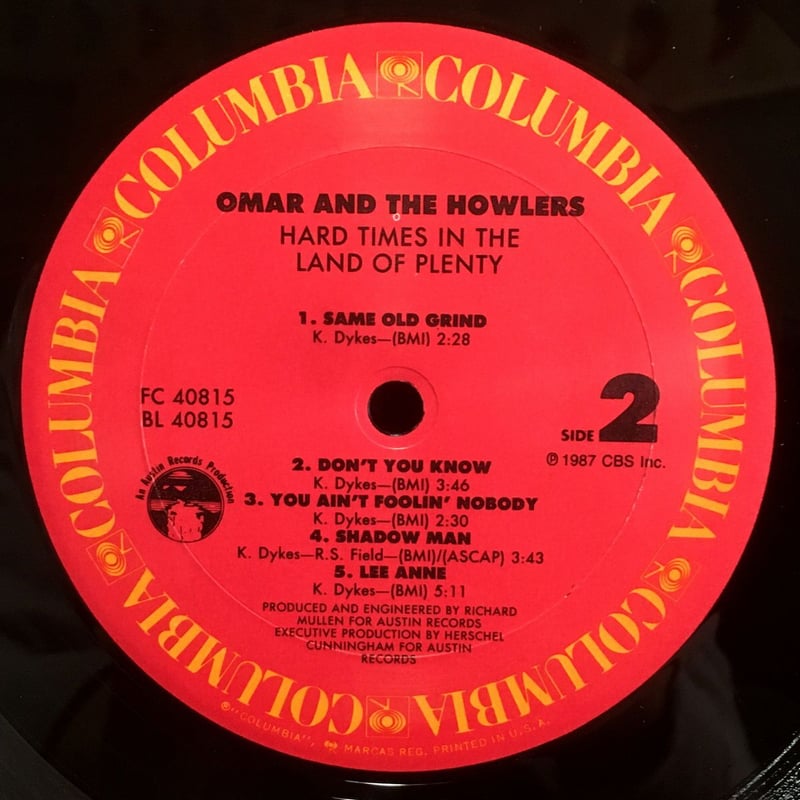 COLUMBIA COLUMBIA COLUMBIA COLUMBIA COLUMBIA COLUMBIA COLUMBIA COLUMBIA
OMAR AND THE HOWLERS
HARD TIMES IN THE
LAND OF PLENTY
1. SAME OLD GRIND
K. Dykes—(BMI) 2:28
FC 40815
BL 40815
SIDE 2
℗ 1987 CBS Inc.
An Austin Records Production
2. DON'T YOU KNOW
K. Dykes—(BMI) 3:46
3. YOU AIN'T FOOLIN' NOBODY
K. Dykes—(BMI) 2:30
4. SHADOW MAN
K. Dykes—R.S. Field—(BMI)/(ASCAP) 3:43
5. LEE ANNE
K. Dykes—(BMI) 5:11
PRODUCED AND ENGINEERED BY RICHARD
MULLEN FOR AUSTIN RECORDS
EXECUTIVE PRODUCTION BY HERSCHEL
CUNNINGHAM FOR AUSTIN
RECORDS
®"COLUMBIA", MARCAS REG. PRINTED IN U.S.A.